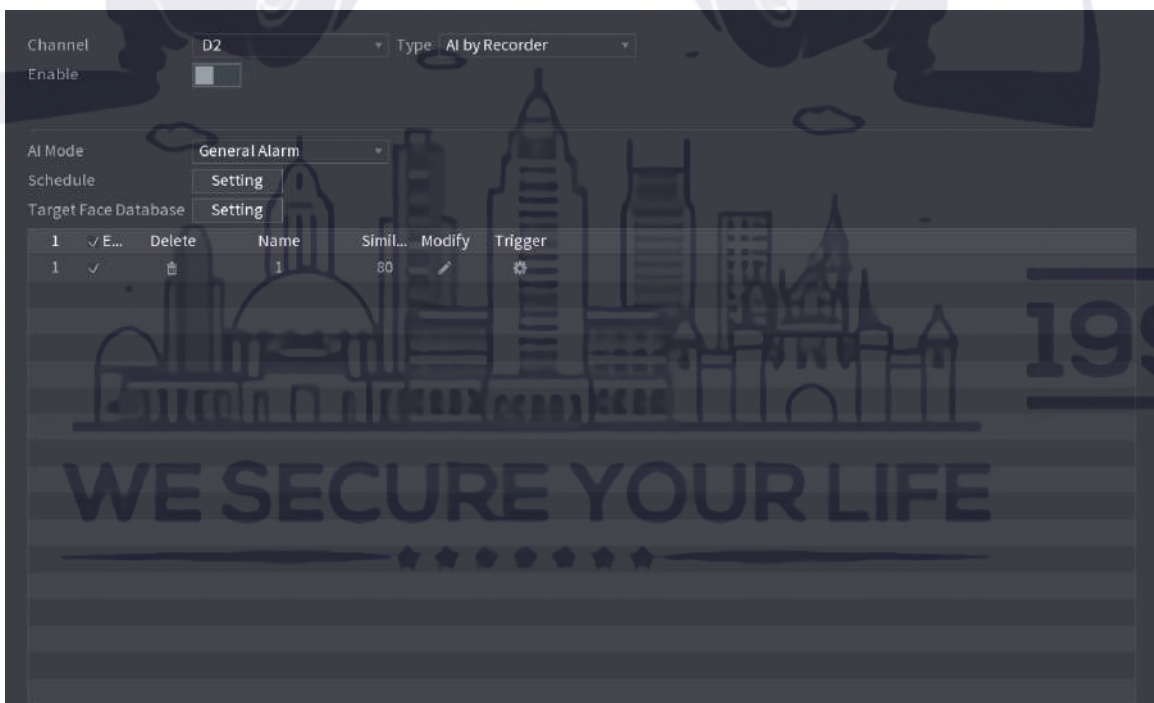 Channel D2 Type AI by Recorder
Enable
AI Mode General Alarm
Schedule Setting
Target Face Database Setting
1 E... Delete Name Simil... Modify Trigger
1 1 80
199
WE SECURE YOUR LIFE